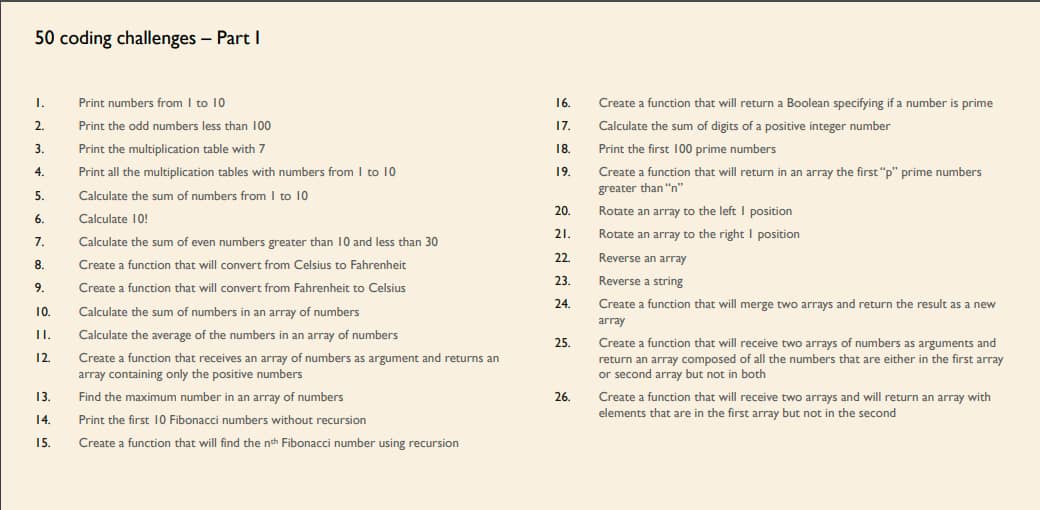 50 coding challenges – Part I
1. Print numbers from 1 to 10
2. Print the odd numbers less than 100
3. Print the multiplication table with 7
4. Print all the multiplication tables with numbers from 1 to 10
5. Calculate the sum of numbers from 1 to 10
6. Calculate 10!
7. Calculate the sum of even numbers greater than 10 and less than 30
8. Create a function that will convert from Celsius to Fahrenheit
9. Create a function that will convert from Fahrenheit to Celsius
10. Calculate the sum of numbers in an array of numbers
11. Calculate the average of the numbers in an array of numbers
12. Create a function that receives an array of numbers as argument and returns an
array containing only the positive numbers
13. Find the maximum number in an array of numbers
14. Print the first 10 Fibonacci numbers without recursion
15. Create a function that will find the nth Fibonacci number using recursion
16. Create a function that will return a Boolean specifying if a number is prime
17. Calculate the sum of digits of a positive integer number
18. Print the first 100 prime numbers
19. Create a function that will return in an array the first “p” prime numbers
greater than “n”
20. Rotate an array to the left 1 position
21. Rotate an array to the right 1 position
22. Reverse an array
23. Reverse a string
24. Create a function that will merge two arrays and return the result as a new
array
25. Create a function that will receive two arrays of numbers as arguments and
return an array composed of all the numbers that are either in the first array
or second array but not in both
26. Create a function that will receive two arrays and will return an array with
elements that are in the first array but not in the second